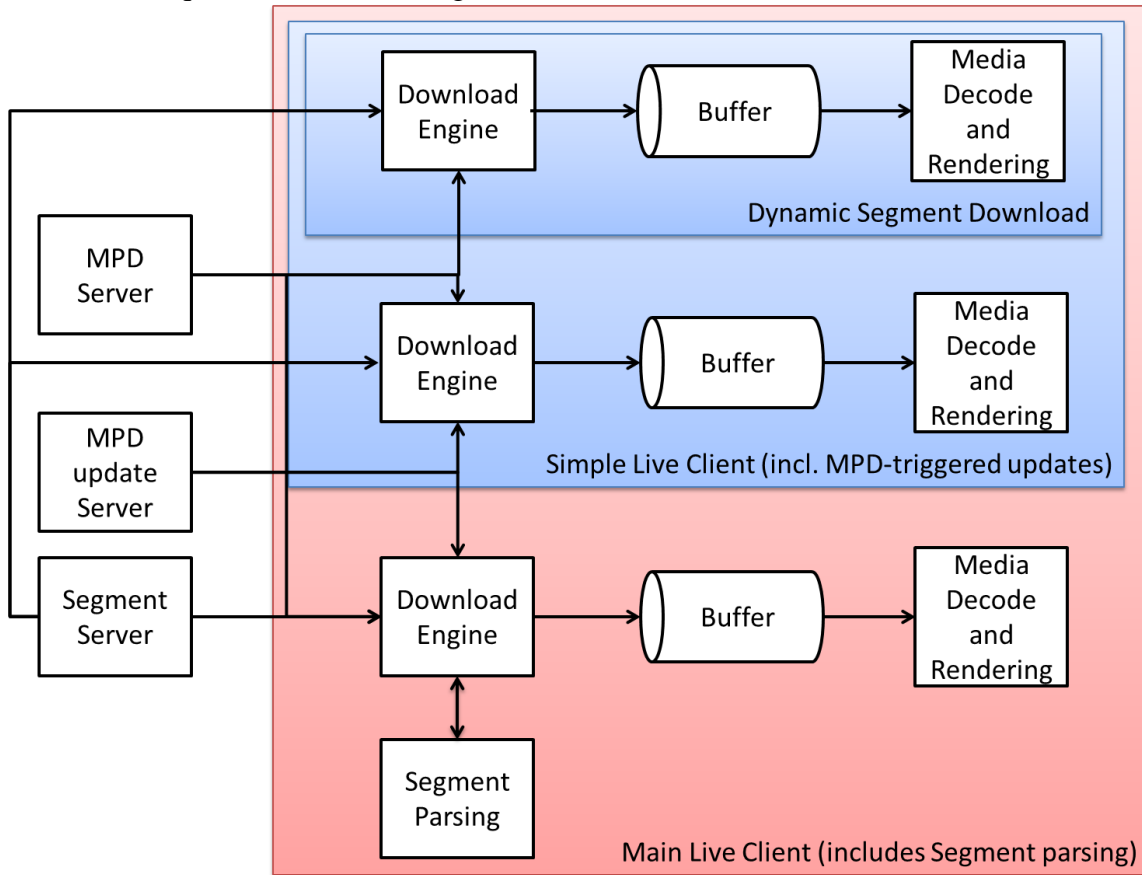 Download
Engine
Buffer
Media
Decode
and
Rendering
Dynamic Segment Download
MPD
Server
Download
Engine
Buffer
Media
Decode
and
Rendering
MPD
update
Server
Simple Live Client (incl. MPD-triggered updates)
Segment
Server
Download
Engine
Buffer
Media
Decode
and
Rendering
Segment
Parsing
Main Live Client (includes Segment parsing)